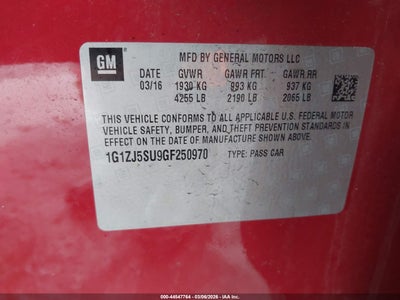 GM
MFD BY GENERAL MOTORS LLC
DATE GVWR GAWR FRT GAWR RR
03/16 1930 KG 993 KG 937 KG
4255 LB 2190 LB 2065 LB
THIS VEHICLE CONFORMS TO ALL APPLICABLE U.S. FEDERAL MOTOR
VEHICLE SAFETY, BUMPER, AND THEFT PREVENTION STANDARDS IN
EFFECT ON THE DATE OF MANUFACTURE SHOWN ABOVE.
1G1ZJ5SU9GF250970 TYPE: PASS CAR
000-44547764 - 03/06/2026 - IAA Inc.